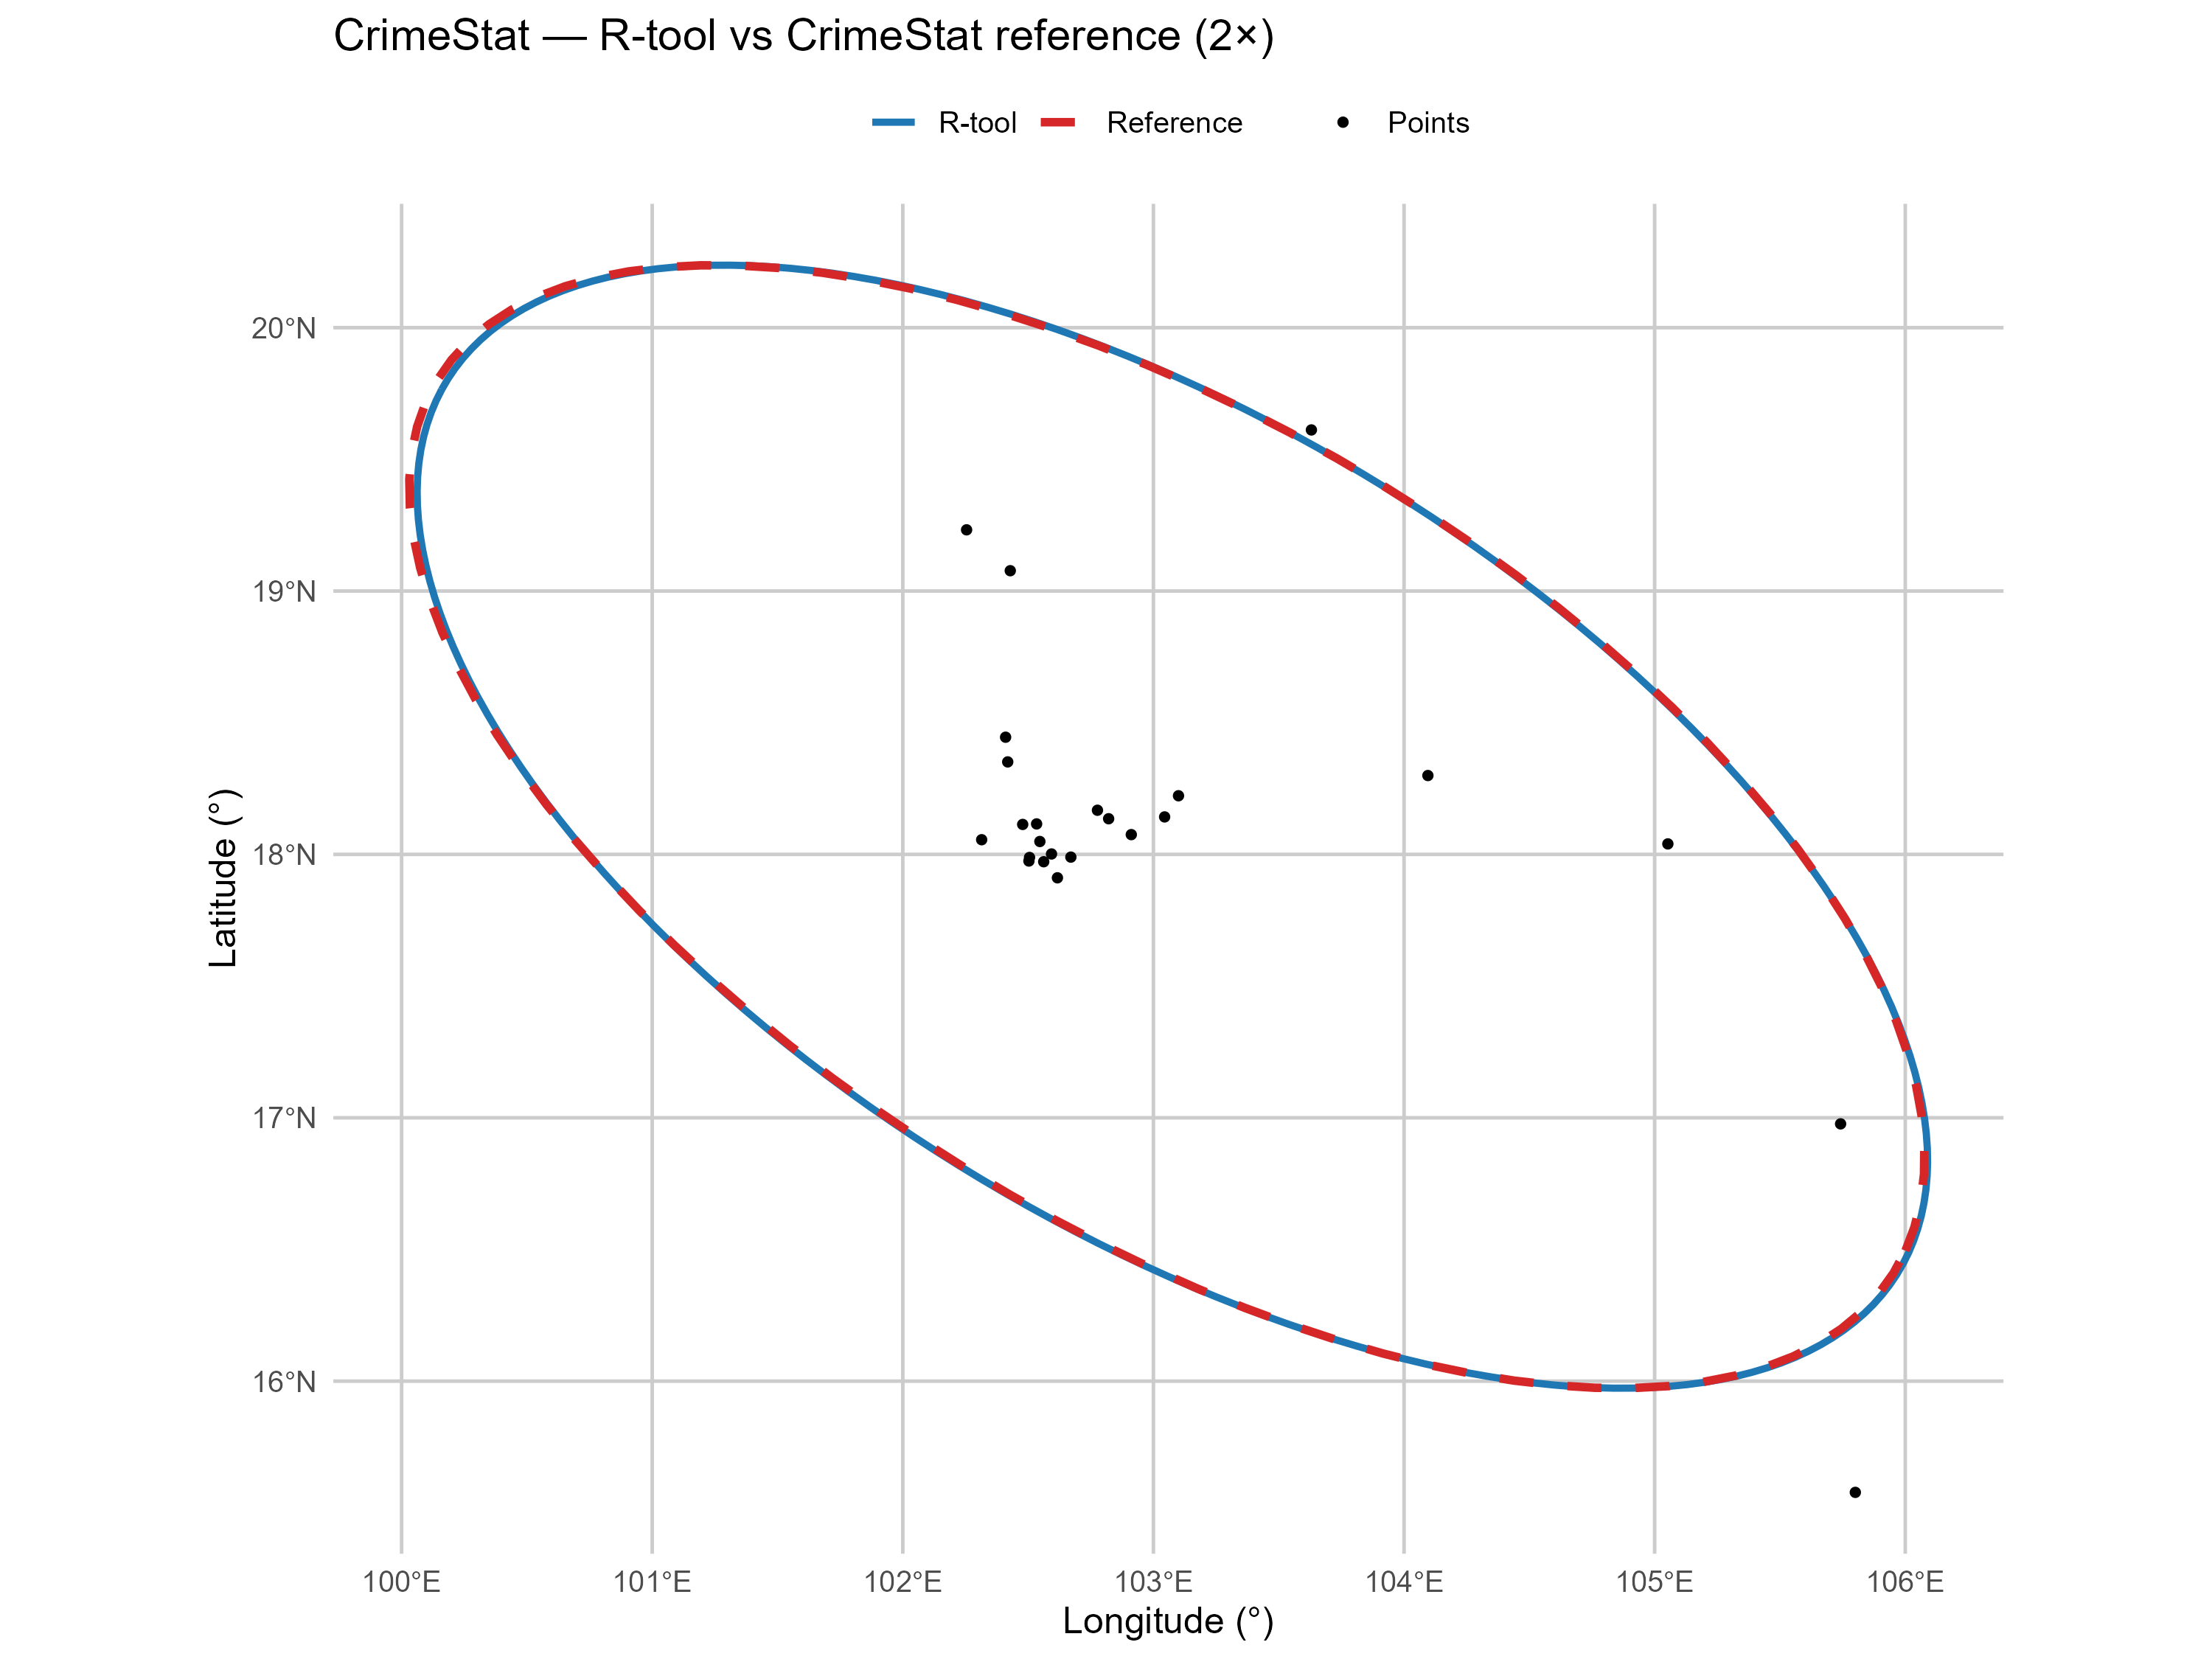 CrimeStat — R-tool vs CrimeStat reference (2×)
R-tool Reference Points
20°N
19°N
18°N
17°N
16°N
Latitude (°)
100°E 101°E 102°E 103°E 104°E 105°E 106°E
Longitude (°)